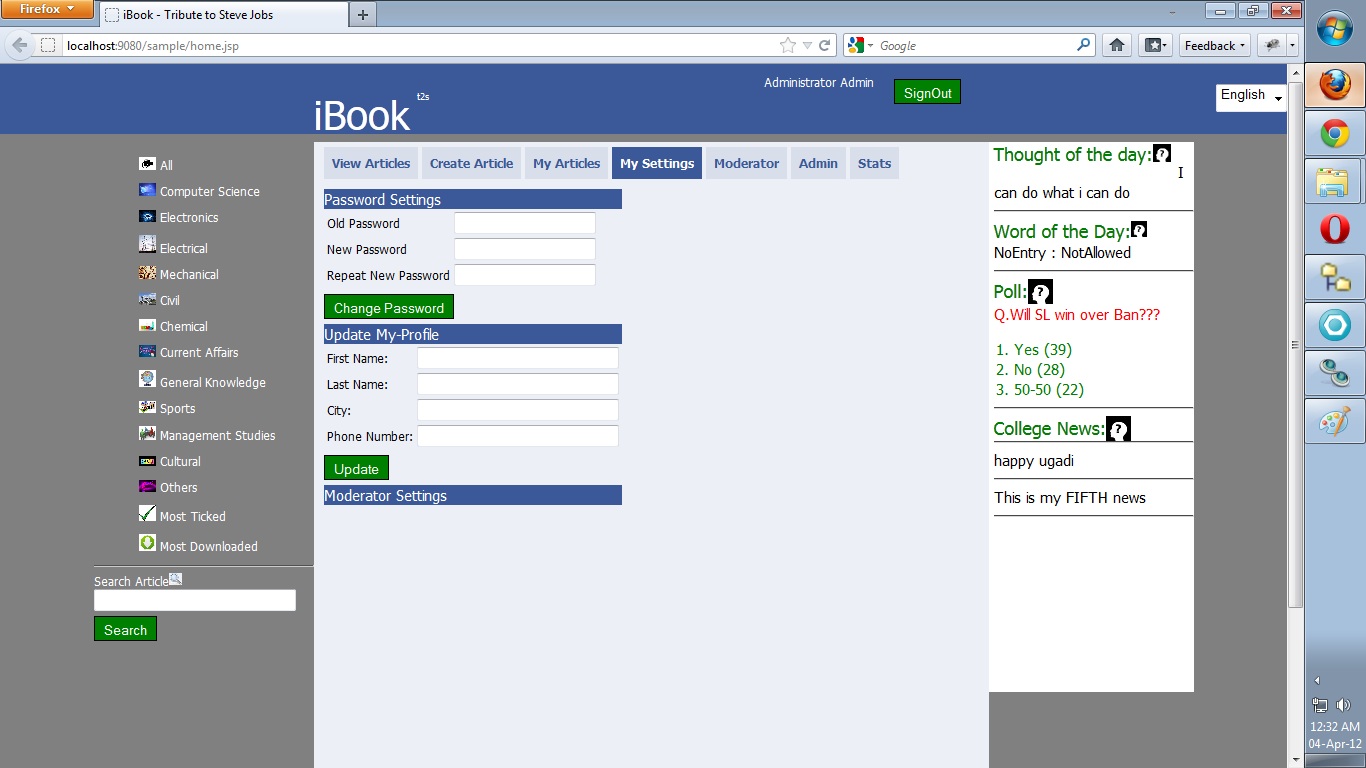 Firefox
iBook - Tribute to Steve Jobs
localhost:9080/sample/home.jsp
Google
Feedback
iBook t2s
Administrator Admin
SignOut
English
All
Computer Science
Electronics
Electrical
Mechanical
Civil
Chemical
Current Affairs
General Knowledge
Sports
Management Studies
Cultural
Others
Most Ticked
Most Downloaded
Search Article
Search
View Articles Create Article My Articles My Settings Moderator Admin Stats
Password Settings
Old Password
New Password
Repeat New Password
Change Password
Update My-Profile
First Name:
Last Name:
City:
Phone Number:
Update
Moderator Settings
Thought of the day:
I
can do what i can do
Word of the Day:
NoEntry : NotAllowed
Poll:
Q.Will SL win over Ban???
1. Yes (39)
2. No (28)
3. 50-50 (22)
College News:
happy ugadi
This is my FIFTH news
12:32 AM
04-Apr-12